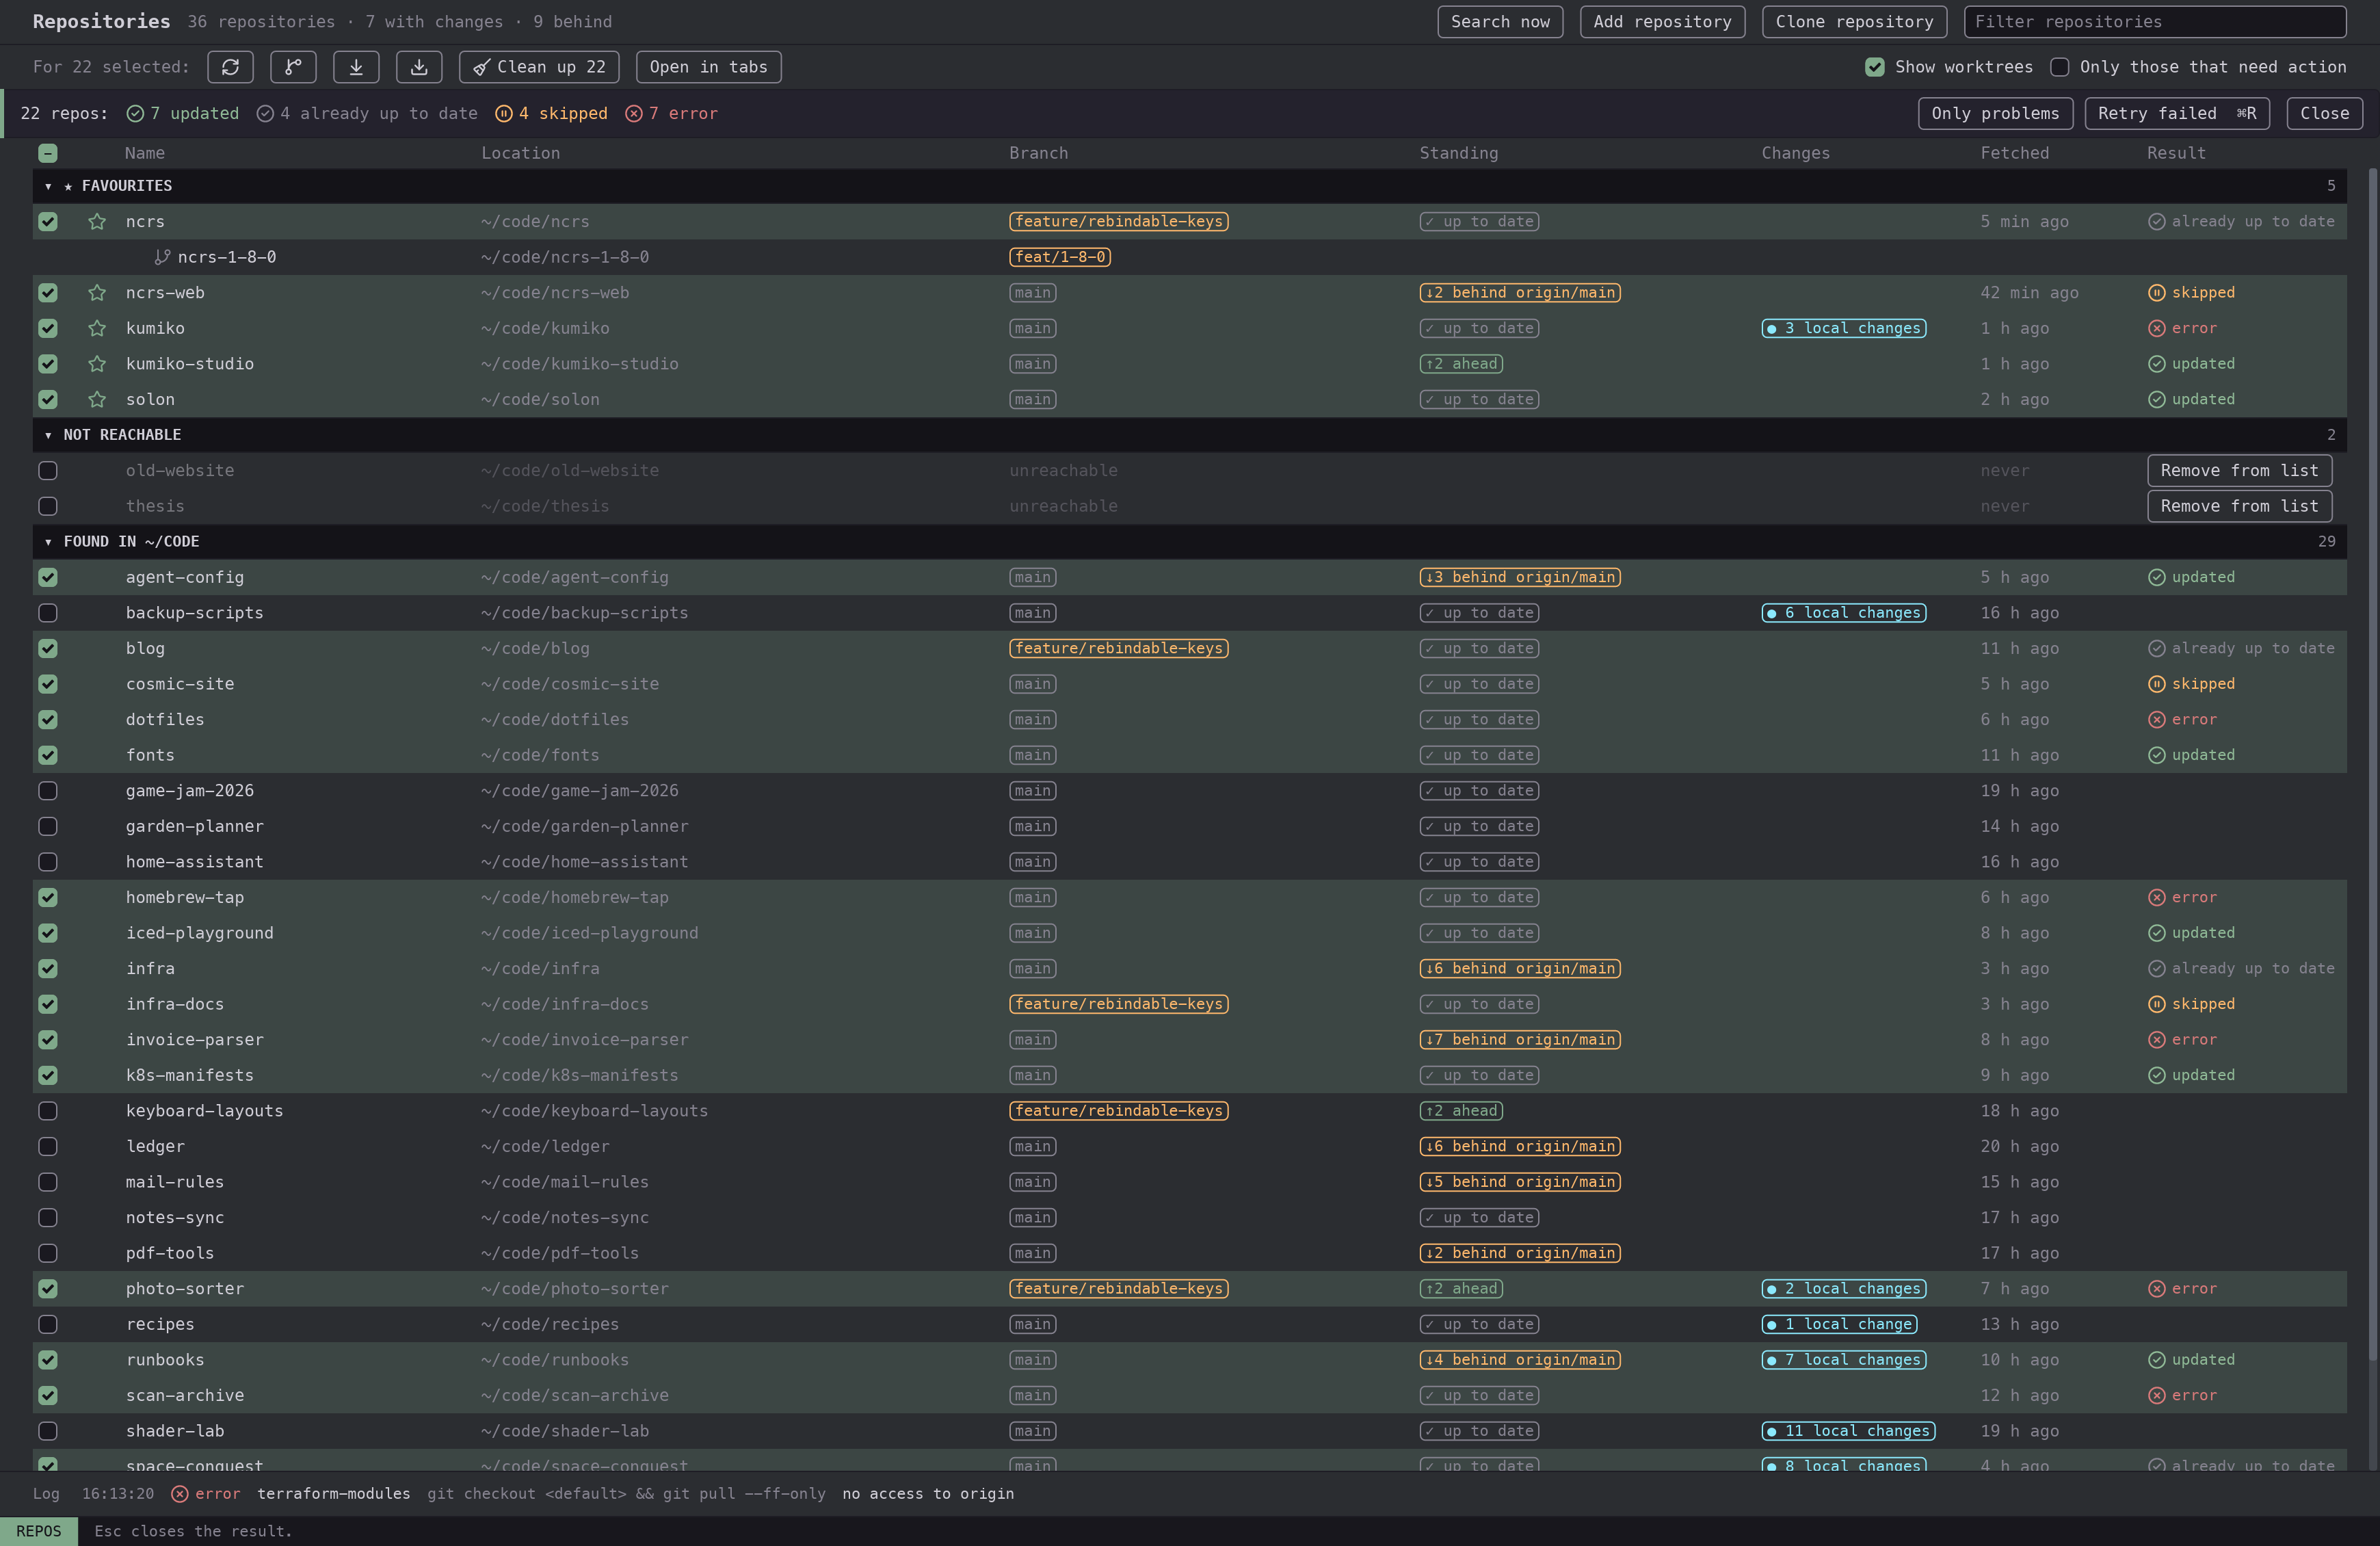 Repositories 36 repositories · 7 with changes · 9 behind Search now Add repository Clone repository Filter repositories
For 22 selected: Clean up 22 Open in tabs Show worktrees Only those that need action
22 repos: 7 updated 4 already up to date 4 skipped 7 error Only problems Retry failed ⌘R Close
Name Location Branch Standing Changes Fetched Result
▾ ★ FAVOURITES 5
ncrs ~/code/ncrs feature/rebindable-keys ✓ up to date 5 min ago already up to date
ncrs-1-8-0 ~/code/ncrs-1-8-0 feat/1-8-0
ncrs-web ~/code/ncrs-web main ↓2 behind origin/main 42 min ago skipped
kumiko ~/code/kumiko main ✓ up to date ● 3 local changes 1 h ago error
kumiko-studio ~/code/kumiko-studio main ↑2 ahead 1 h ago updated
solon ~/code/solon main ✓ up to date 2 h ago updated
▾ NOT REACHABLE 2
old-website ~/code/old-website unreachable never Remove from list
thesis ~/code/thesis unreachable never Remove from list
▾ FOUND IN ~/CODE 29
agent-config ~/code/agent-config main ↓3 behind origin/main 5 h ago updated
backup-scripts ~/code/backup-scripts main ✓ up to date ● 6 local changes 16 h ago
blog ~/code/blog feature/rebindable-keys ✓ up to date 11 h ago already up to date
cosmic-site ~/code/cosmic-site main ✓ up to date 5 h ago skipped
dotfiles ~/code/dotfiles main ✓ up to date 6 h ago error
fonts ~/code/fonts main ✓ up to date 11 h ago updated
game-jam-2026 ~/code/game-jam-2026 main ✓ up to date 19 h ago
garden-planner ~/code/garden-planner main ✓ up to date 14 h ago
home-assistant ~/code/home-assistant main ✓ up to date 16 h ago
homebrew-tap ~/code/homebrew-tap main ✓ up to date 6 h ago error
iced-playground ~/code/iced-playground main ✓ up to date 8 h ago updated
infra ~/code/infra main ↓6 behind origin/main 3 h ago already up to date
infra-docs ~/code/infra-docs feature/rebindable-keys ✓ up to date 3 h ago skipped
invoice-parser ~/code/invoice-parser main ↓7 behind origin/main 8 h ago error
k8s-manifests ~/code/k8s-manifests main ✓ up to date 9 h ago updated
keyboard-layouts ~/code/keyboard-layouts feature/rebindable-keys ↑2 ahead 18 h ago
ledger ~/code/ledger main ↓6 behind origin/main 20 h ago
mail-rules ~/code/mail-rules main ↓5 behind origin/main 15 h ago
notes-sync ~/code/notes-sync main ✓ up to date 17 h ago
pdf-tools ~/code/pdf-tools main ↓2 behind origin/main 17 h ago
photo-sorter ~/code/photo-sorter feature/rebindable-keys ↑2 ahead ● 2 local changes 7 h ago error
recipes ~/code/recipes main ✓ up to date ● 1 local change 13 h ago
runbooks ~/code/runbooks main ↓4 behind origin/main ● 7 local changes 10 h ago updated
scan-archive ~/code/scan-archive main ✓ up to date 12 h ago error
shader-lab ~/code/shader-lab main ✓ up to date ● 11 local changes 19 h ago
space-conquest ~/code/space-conquest main ✓ up to date ● 8 local changes 4 h ago already up to date
Log 16:13:20 error terraform-modules git checkout <default> && git pull --ff-only no access to origin
REPOS Esc closes the result.